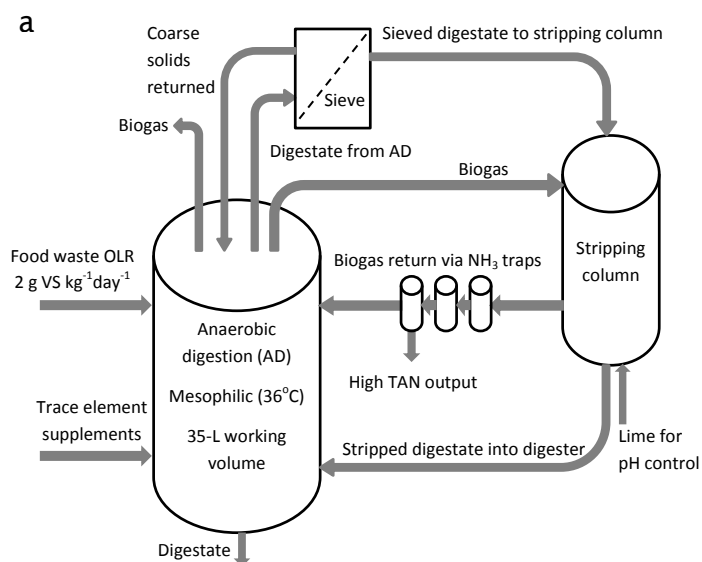 a
Coarse
solids
returned
Sieved digestate to stripping column
Sieve
Biogas
Digestate from AD
Biogas
Food waste OLR
2 g VS kg⁻¹day⁻¹
Biogas return via NH₃ traps
Stripping
column
Anaerobic
digestion (AD)
Mesophilic (36°C)
35-L working
volume
High TAN output
Trace element
supplements
Stripped digestate into digester
Lime for
pH control
Digestate